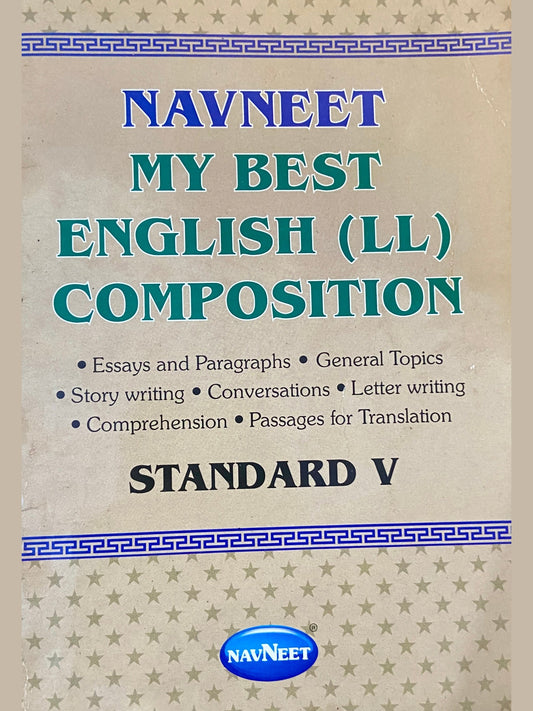 NAVNEET
MY BEST
ENGLISH (LL)
COMPOSITION
• Essays and Paragraphs • General Topics
• Story writing • Conversations • Letter writing
• Comprehension • Passages for Translation
STANDARD V
NAVNEET ®